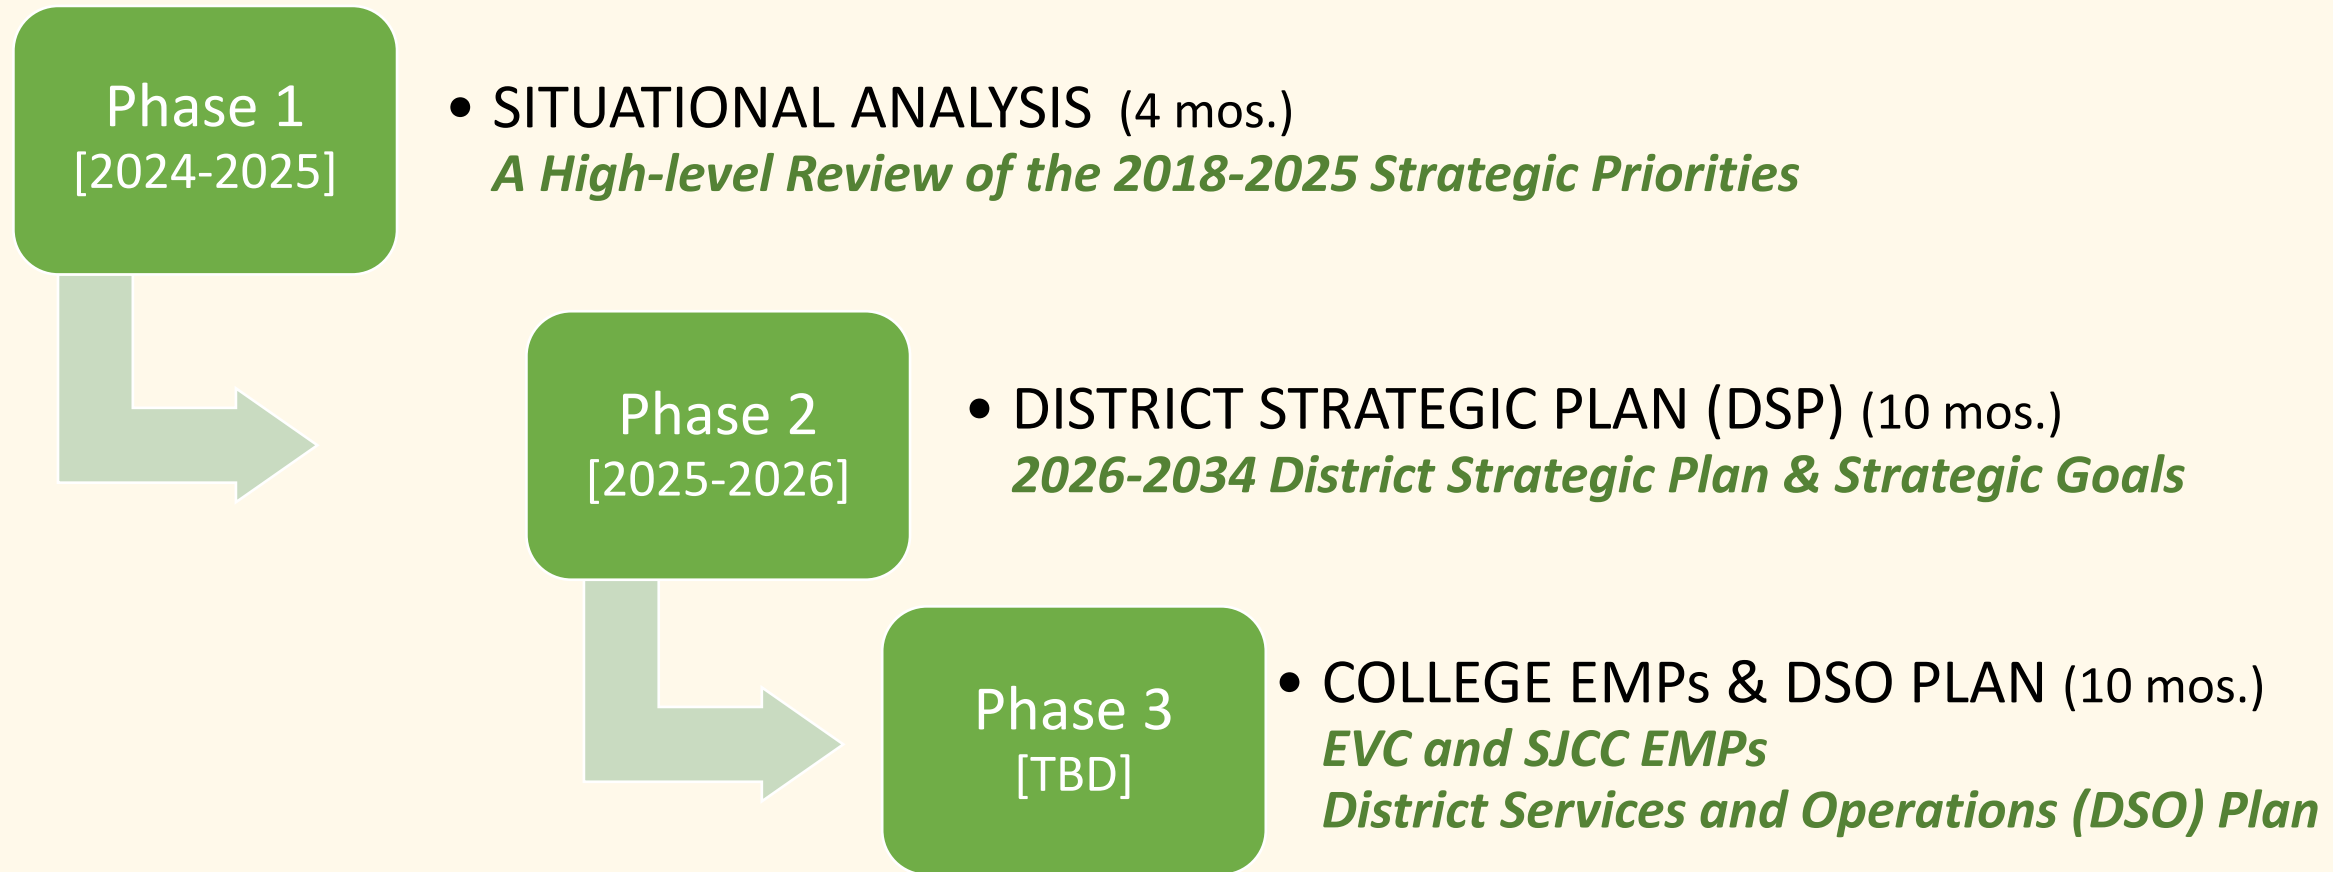 Phase 1
[2024-2025]
• SITUATIONAL ANALYSIS (4 mos.)
A High-level Review of the 2018-2025 Strategic Priorities
Phase 2
[2025-2026]
• DISTRICT STRATEGIC PLAN (DSP) (10 mos.)
2026-2034 District Strategic Plan & Strategic Goals
Phase 3
[TBD]
• COLLEGE EMPs & DSO PLAN (10 mos.)
EVC and SJCC EMPs
District Services and Operations (DSO) Plan